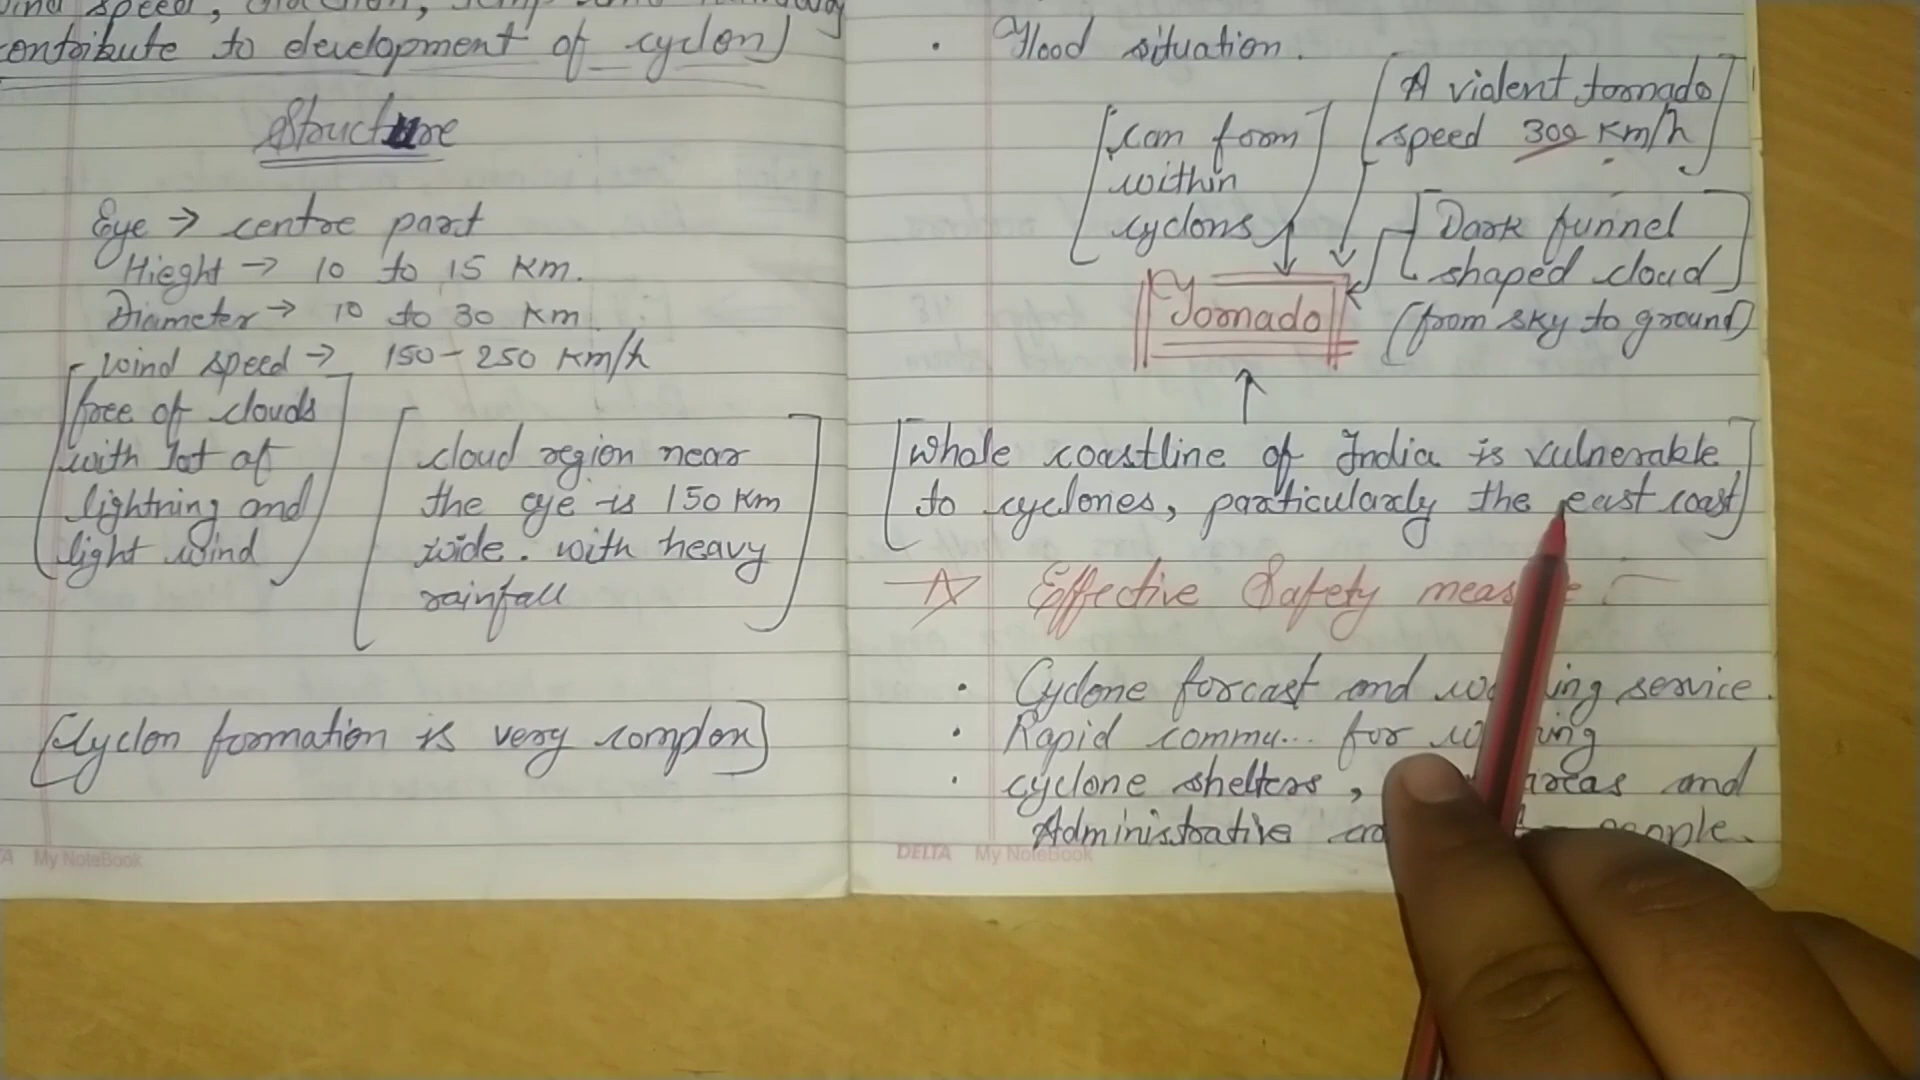 contribute to development of cyclon)
Structure
Eye → centre part
Hieght → 10 to 15 Km.
Diameter → 10 to 30 Km.
wind speed → 150-250 Km/h
free of clouds
with lot of
lightning and
light wind
cloud region near
the eye is 150 Km
wide. with heavy
rainfall
[Cyclon formation is very complex]
My NoteBook
• Flood situation.
A violent tornado
speed 300 Km/h
can form
within
cyclons
Dark funnel
shaped cloud
(from sky to ground)
Tornado
Whole coastline of India is vulnerable
to cyclones, particularly the east coast
Effective Safety
• Cyclone forcast and service.
• Rapid commu... for
• cyclone shelters, and
Administrative people.
DELTA My NoteBook